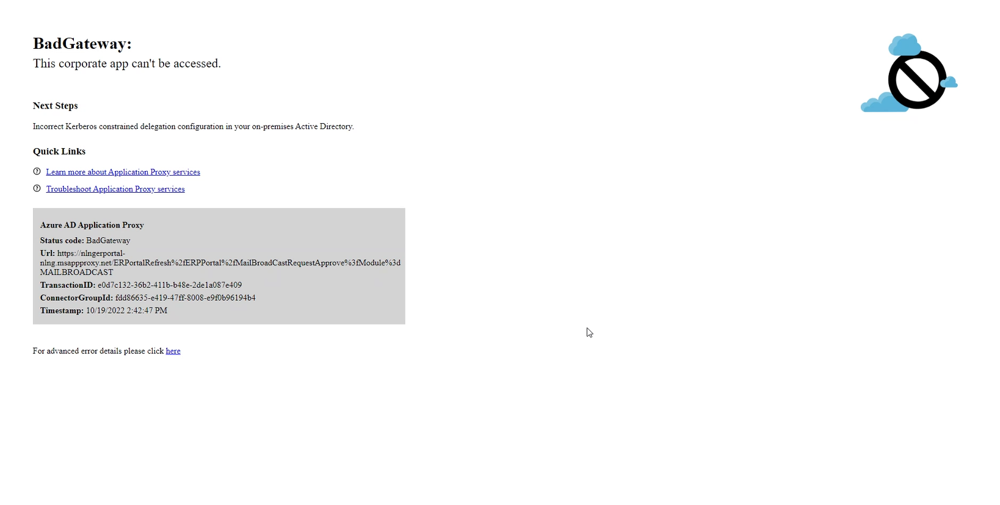 BadGateway:
This corporate app can't be accessed.
Next Steps
Incorrect Kerberos constrained delegation configuration in your on-premises Active Directory.
Quick Links
Learn more about Application Proxy services
Troubleshoot Application Proxy services
Azure AD Application Proxy
Status code: BadGateway
Url: https://nlngerportal-
nlng.msappproxy.net/ERPortalRefresh%2fERPPortal%2fMailBroadCastRequestApprove%3fModule%3d
MAILBROADCAST
TransactionID: e0d7c132-36b2-411b-b48e-2de1a087e409
ConnectorGroupId: fdd86635-e419-47ff-8008-e9f0b96194b4
Timestamp: 10/19/2022 2:42:47 PM
For advanced error details please click here